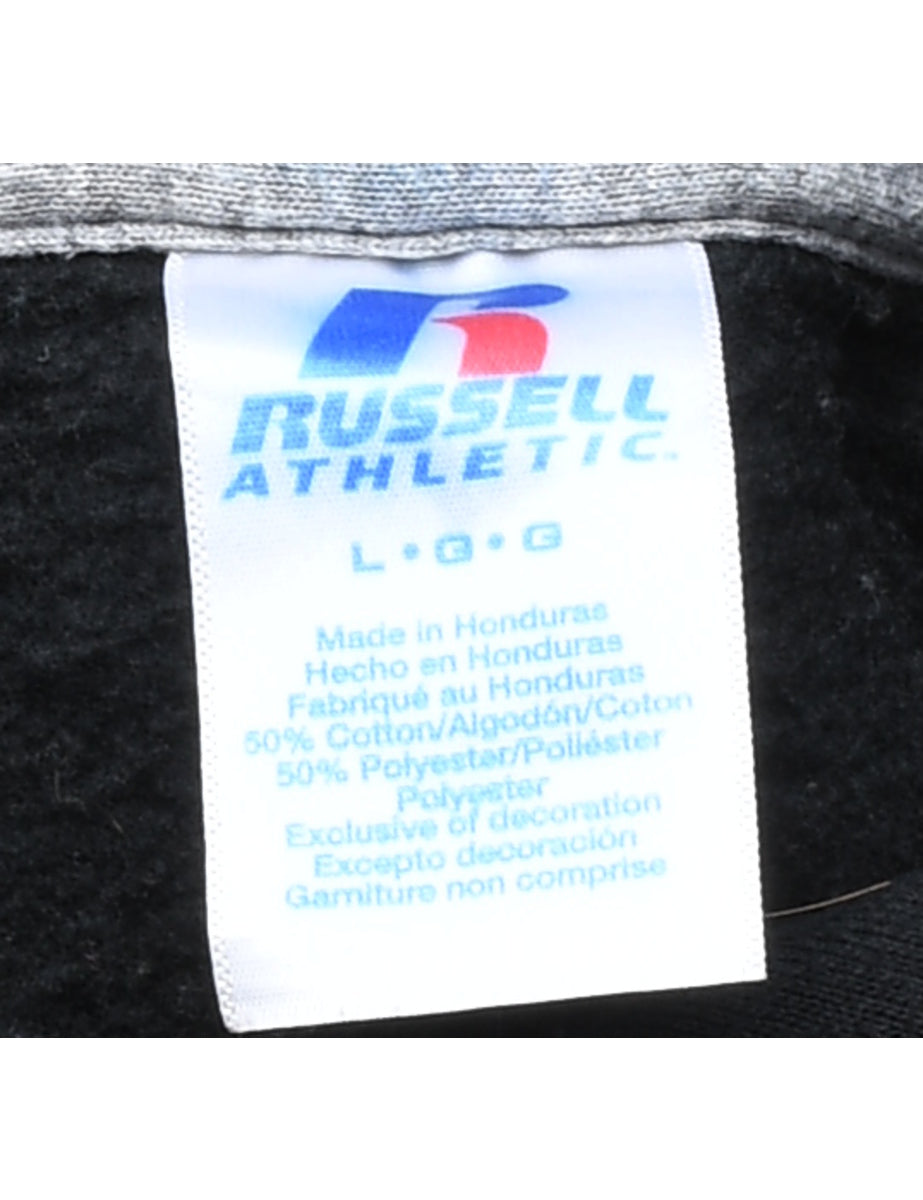 RUSSELL
ATHLETIC.
L • G • G
Made in Honduras
Hecho en Honduras
Fabriqué au Honduras
50% Cotton/Algodón/Coton
50% Polyester/Poliéster
Polyester
Exclusive of decoration
Excepto decoración
Garniture non comprise